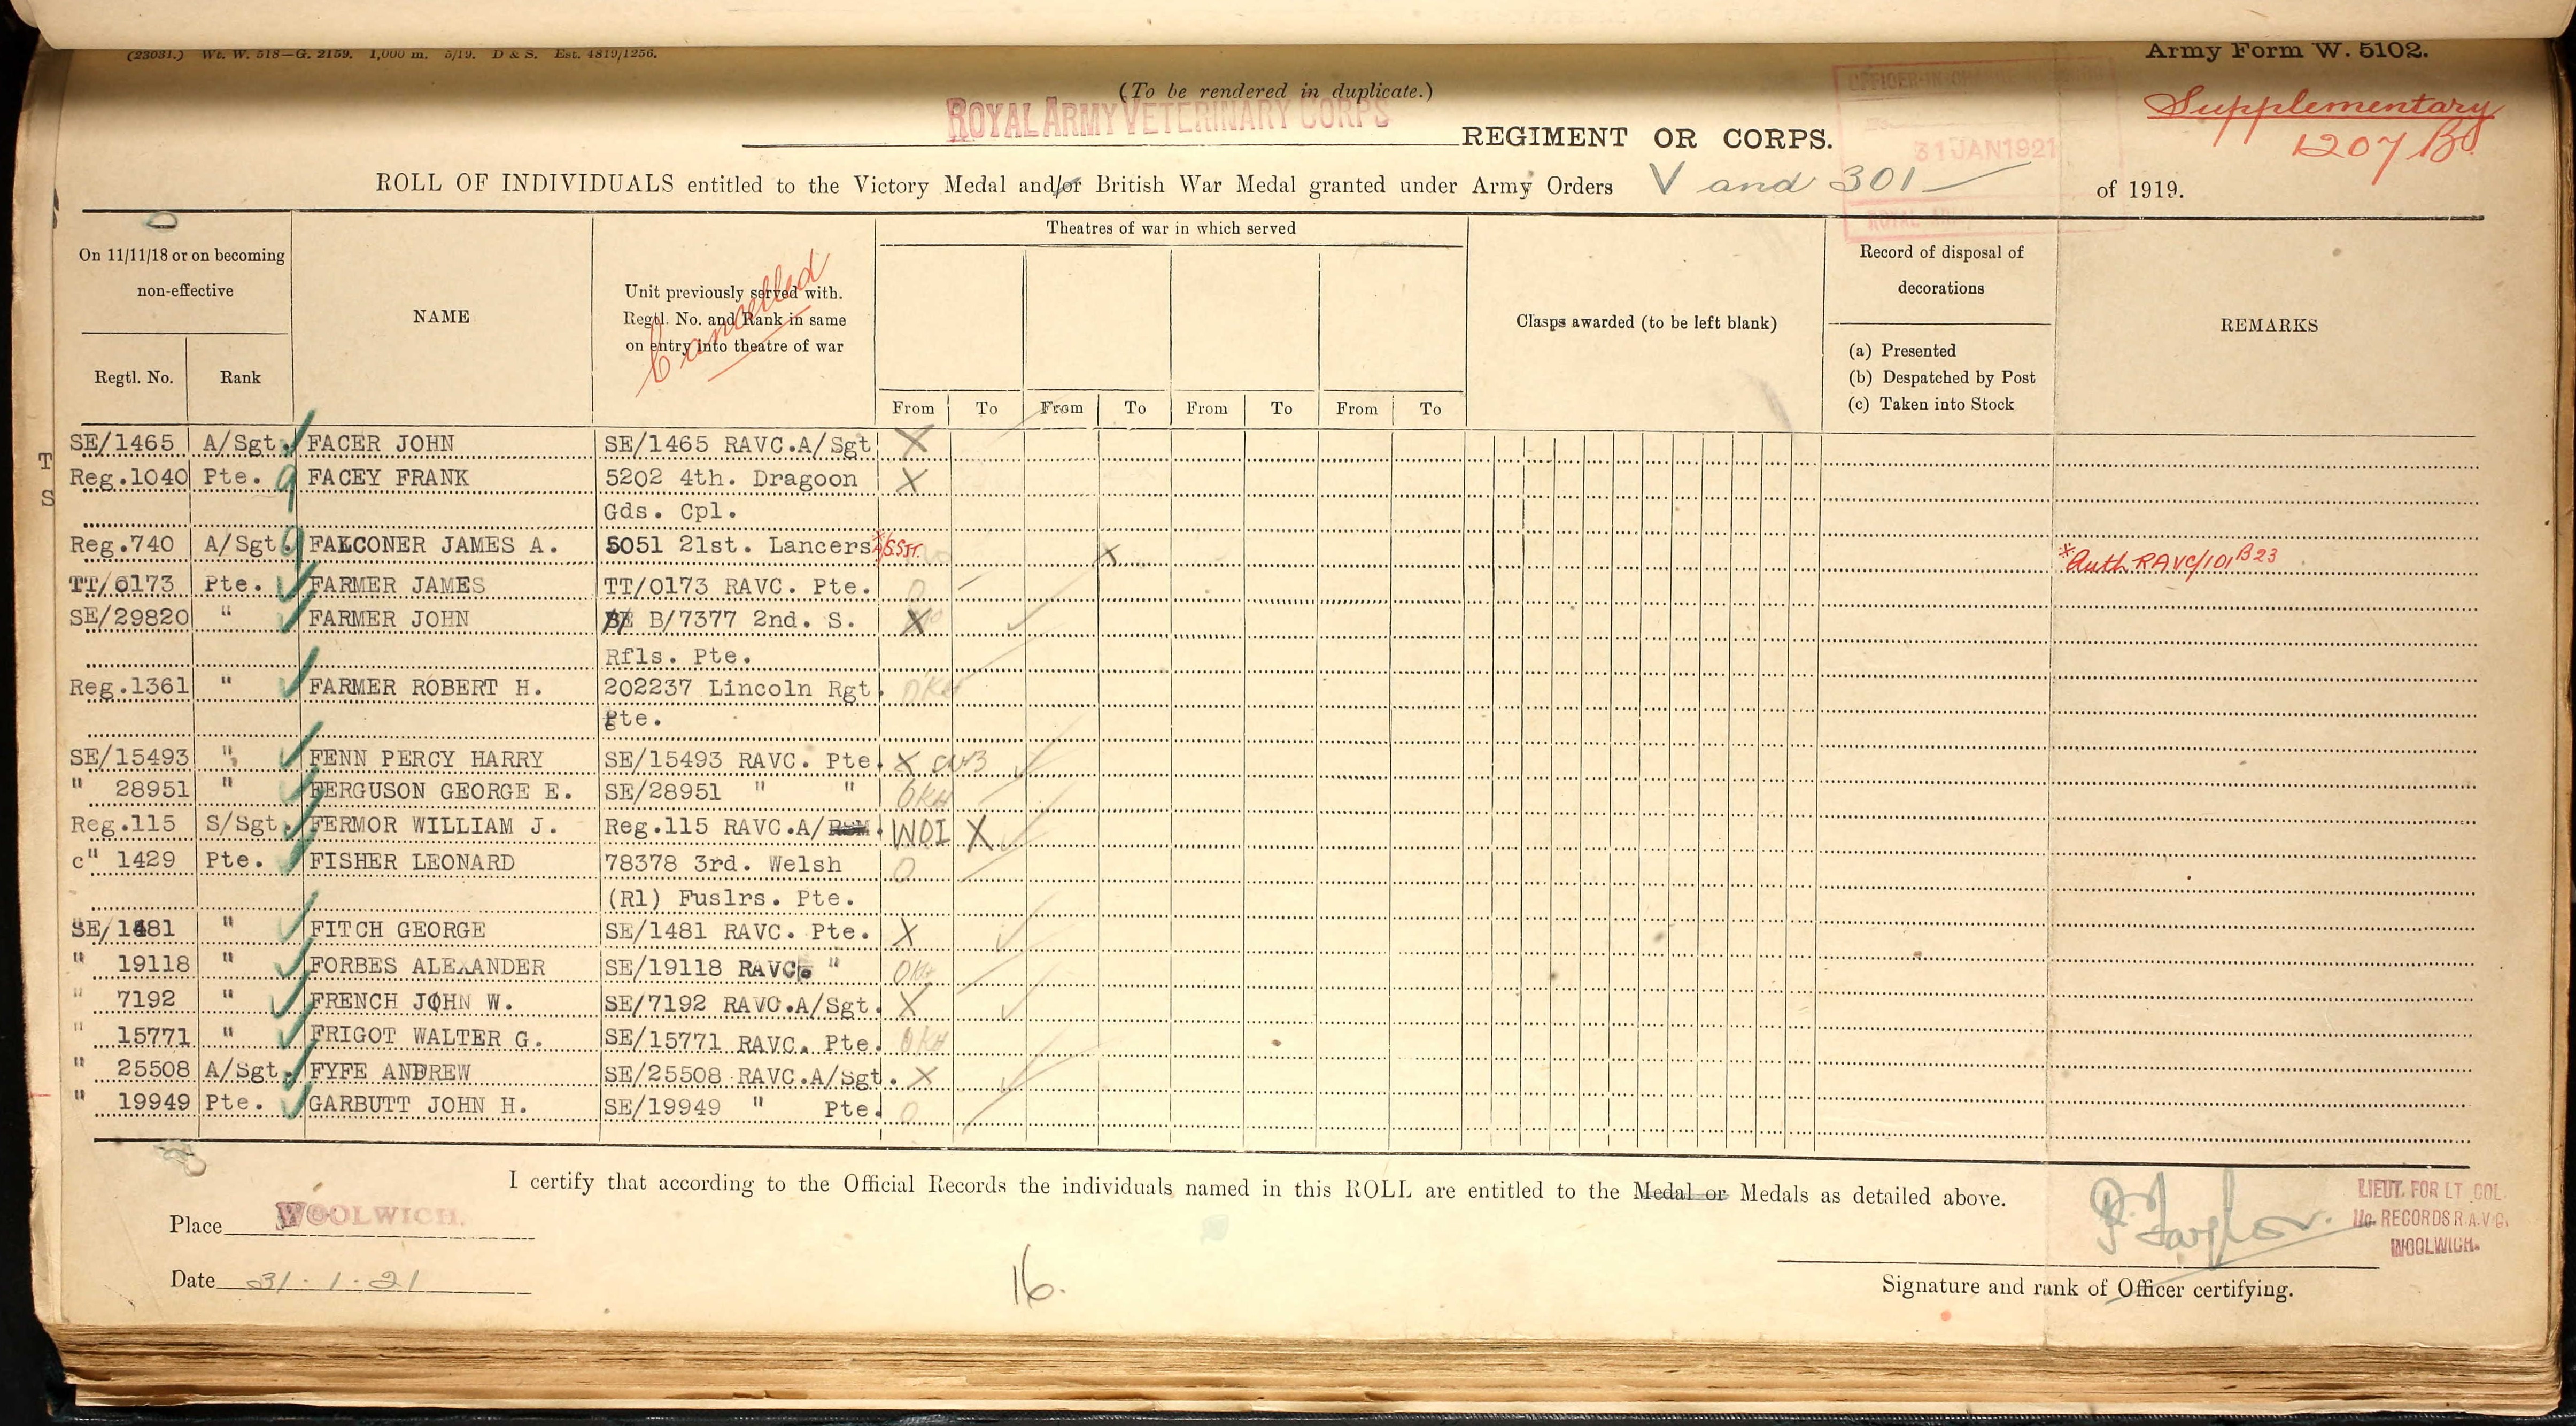 (23031.) Wt. W. 518—G. 2159. 1,000 m. 5/19. D & S. Est. 4819/1256.
Army Form W. 5102.
(To be rendered in duplicate.)
Supplementary
1207
ROYAL ARMY VETERINARY CORPS REGIMENT OR CORPS.
31 JAN 1921
ROLL OF INDIVIDUALS entitled to the Victory Medal and/or British War Medal granted under Army Orders V and 301 of 1919.
On 11/11/18 or on becoming non-effective
Regtl. No. Rank
NAME
Unit previously served with. Regtl. No. and Rank in same on entry into theatre of war
Cancelled
Theatres of war in which served
From To From To From To From To
Clasps awarded (to be left blank)
Record of disposal of decorations
(a) Presented
(b) Despatched by Post
(c) Taken into Stock
REMARKS
T
S
SE/1465 A/Sgt. FACER JOHN SE/1465 RAVC.A/Sgt X
Reg.1040 Pte. FACEY FRANK 5202 4th. Dragoon X
Gds. Cpl.
Reg.740 A/Sgt. FALCONER JAMES A. 5051 21st. Lancers A/SSjt. X *Auth RAVC/101 B23
TT/0173 Pte. FARMER JAMES TT/0173 RAVC. Pte. O
SE/29820 " FARMER JOHN B/7377 2nd. S. X
Rfls. Pte.
Reg.1361 " FARMER ROBERT H. 202237 Lincoln Rgt. OKH
Pte.
SE/15493 " FENN PERCY HARRY SE/15493 RAVC. Pte. X
" 28951 " FERGUSON GEORGE E. SE/28951 " " OKH
Reg.115 S/Sgt. FERMOR WILLIAM J. Reg.115 RAVC.A/RSM. WOI X
c" 1429 Pte. FISHER LEONARD 78378 3rd. Welsh O
(Rl) Fuslrs. Pte.
SE/1481 " FITCH GEORGE SE/1481 RAVC. Pte. X
" 19118 " FORBES ALEXANDER SE/19118 RAVC. " OKH
" 7192 " FRENCH JOHN W. SE/7192 RAVC.A/Sgt. X
" 15771 " FRIGOT WALTER G. SE/15771 RAVC. Pte. OKH
" 25508 A/Sgt. FYFE ANDREW SE/25508 RAVC.A/Sgt. X
" 19949 Pte. GARBUTT JOHN H. SE/19949 " Pte. O
I certify that according to the Official Records the individuals named in this ROLL are entitled to the Medal or Medals as detailed above.
Place WOOLWICH.
Date 31.1.21
16.
P. Taylor.
LIEUT. FOR LT. COL.
I/c. RECORDS R.A.V.C.
WOOLWICH.
Signature and rank of Officer certifying.